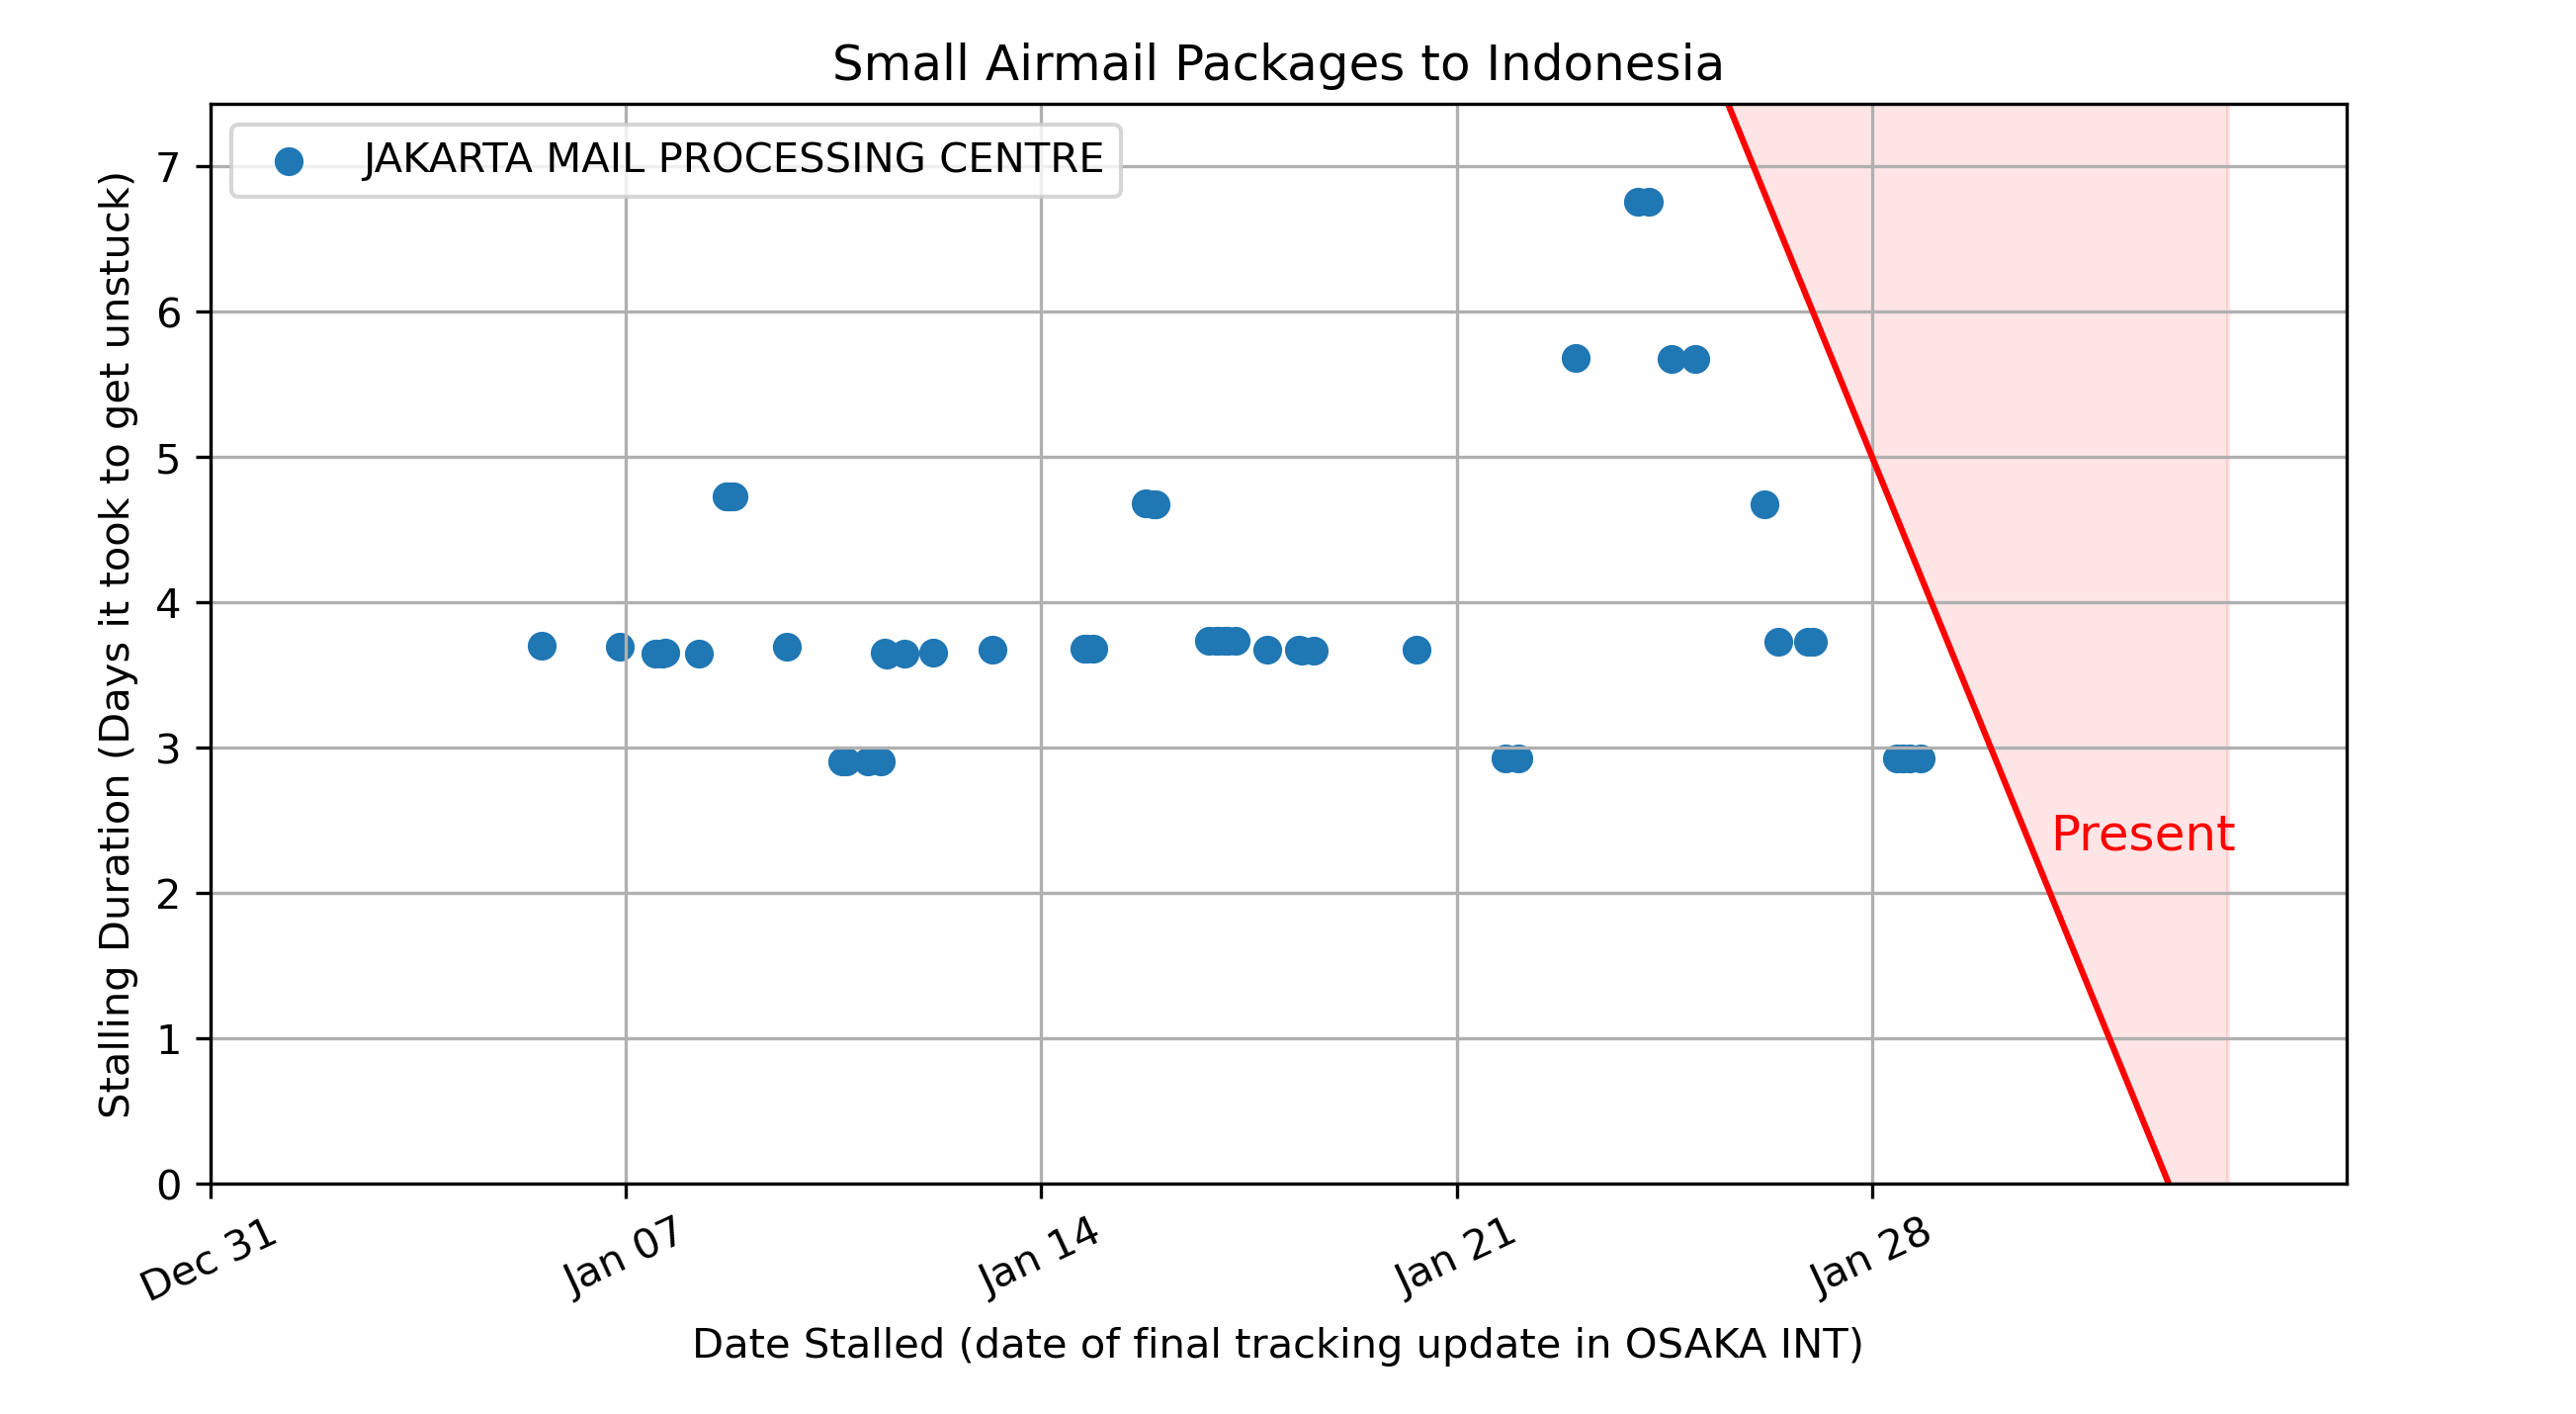 Small Airmail Packages to Indonesia
JAKARTA MAIL PROCESSING CENTRE
Stalling Duration (Days it took to get unstuck)
7
6
5
4
3
2
1
0
Present
Dec 31
Jan 07
Jan 14
Jan 21
Jan 28
Date Stalled (date of final tracking update in OSAKA INT)